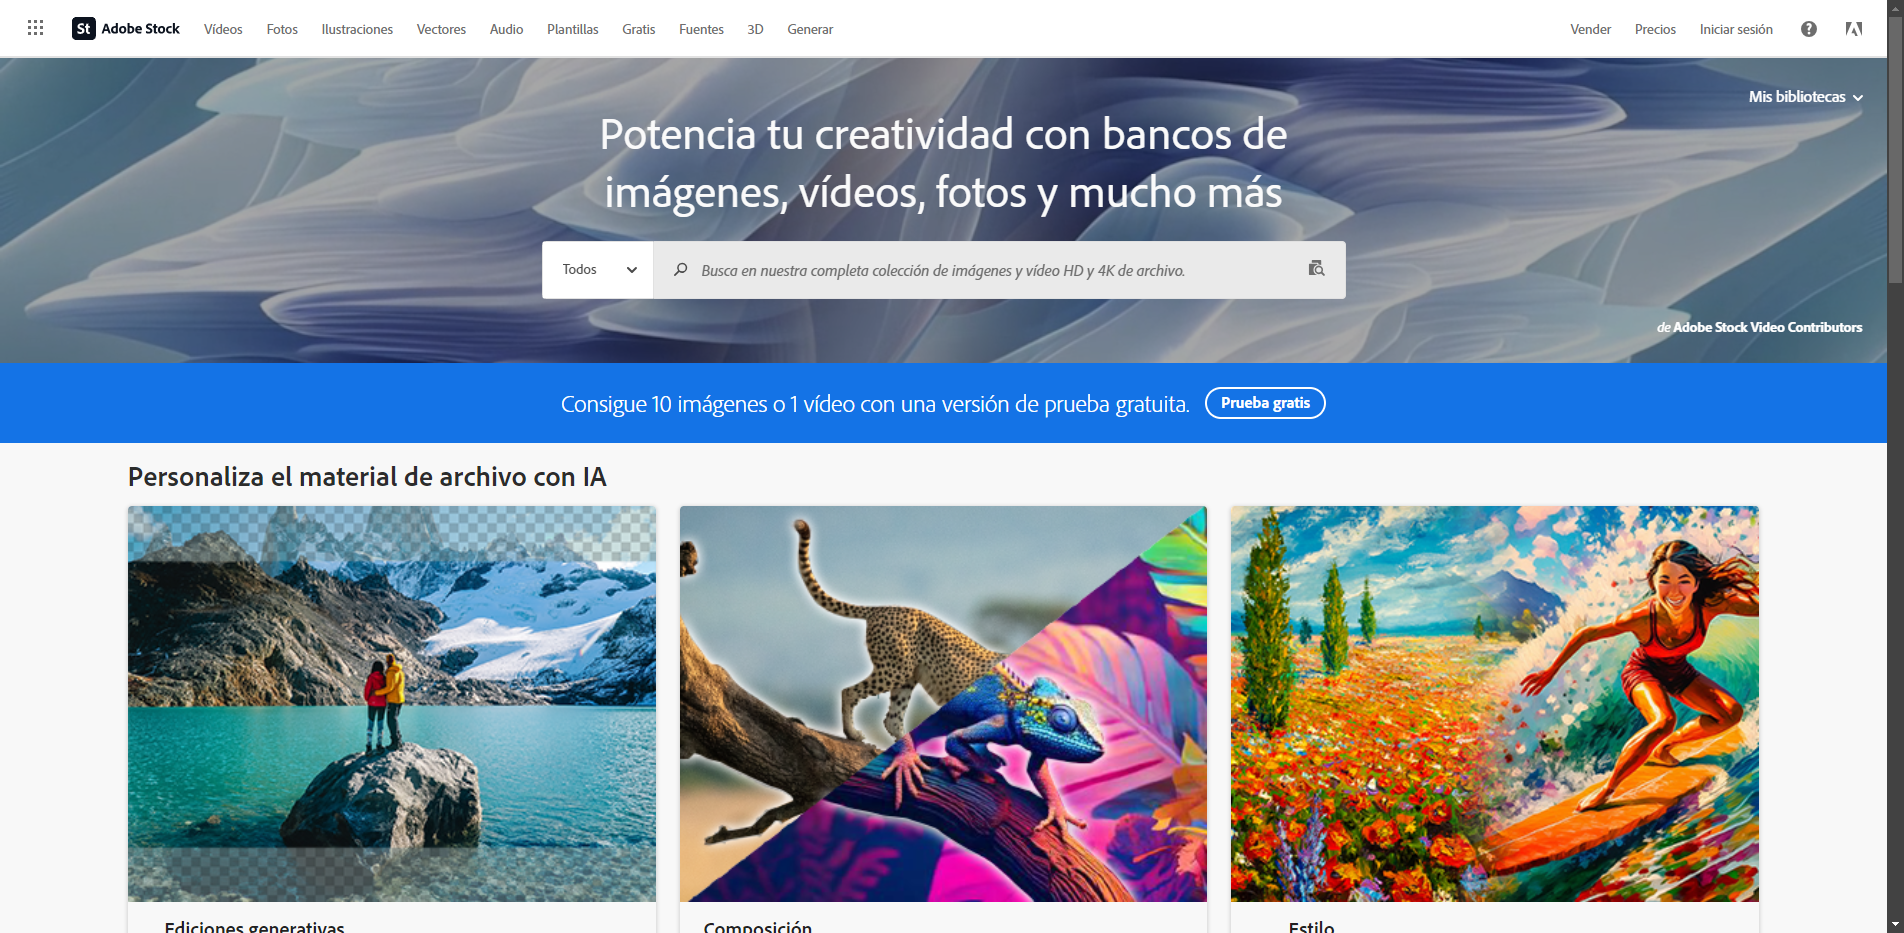 St Adobe Stock Vídeos Fotos Ilustraciones Vectores Audio Plantillas Gratis Fuentes 3D Generar Vender Precios Iniciar sesión ?
Mis bibliotecas
Potencia tu creatividad con bancos de
imágenes, vídeos, fotos y mucho más
Todos Busca en nuestra completa colección de imágenes y vídeo HD y 4K de archivo.
de Adobe Stock Video Contributors
Consigue 10 imágenes o 1 vídeo con una versión de prueba gratuita. Prueba gratis
Personaliza el material de archivo con IA
Ediciones generativas Composición Estilo